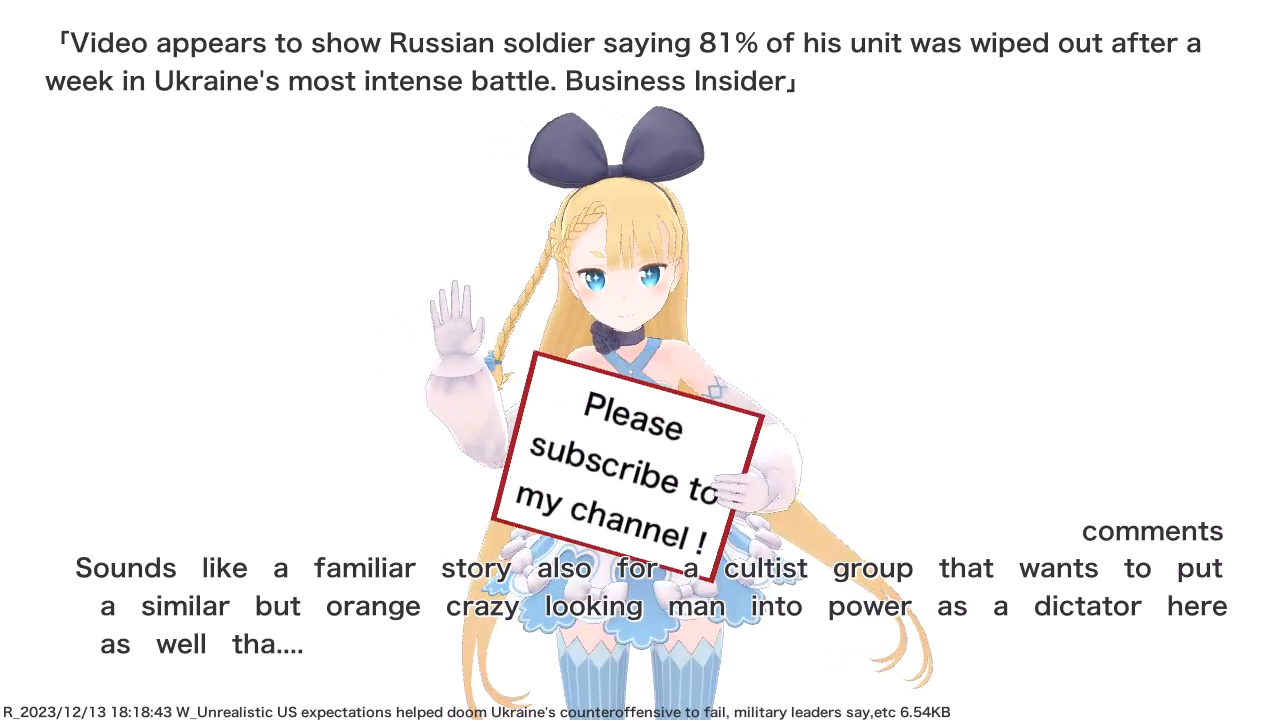 「Video appears to show Russian soldier saying 81% of his unit was wiped out after a
week in Ukraine's most intense battle. Business Insider」
Please
subscribe to
my channel !
comments
Sounds like a familiar story also for a cultist group that wants to put
a similar but orange crazy looking man into power as a dictator here
as well tha....
R_2023/12/13 18:18:43 W_Unrealistic US expectations helped doom Ukraine's counteroffensive to fail, military leaders say,etc 6.54KB